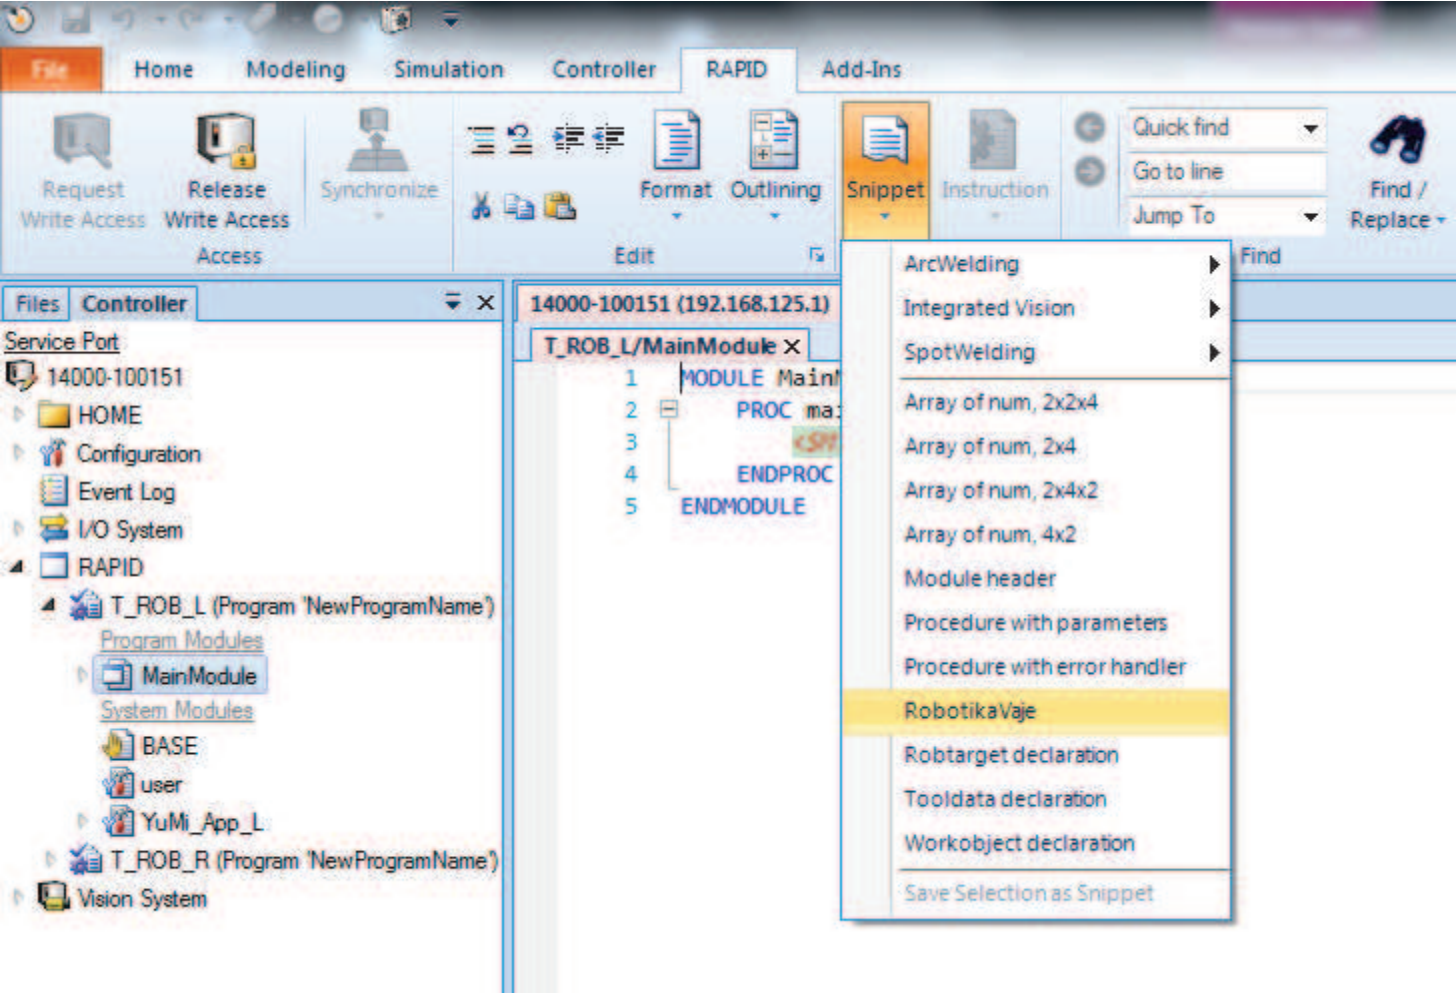 File Home Modeling Simulation Controller RAPID Add-Ins
Request
Write Access
Release
Write Access
Access
Synchronize
Format
Outlining
Edit
Snippet
Instruction
Quick find
Go to line
Jump To
Find
Find /
Replace
Files Controller
Service Port
14000-100151
HOME
Configuration
Event Log
I/O System
RAPID
T_ROB_L (Program 'NewProgramName')
Program Modules
MainModule
System Modules
BASE
user
YuMi_App_L
T_ROB_R (Program 'NewProgramName')
Vision System
14000-100151 (192.168.125.1)
T_ROB_L/MainModule
1 MODULE MainM
2 PROC mai
3 <SM
4 ENDPROC
5 ENDMODULE
ArcWelding
Integrated Vision
SpotWelding
Array of num, 2x2x4
Array of num, 2x4
Array of num, 2x4x2
Array of num, 4x2
Module header
Procedure with parameters
Procedure with error handler
RobotikaVaje
Robtarget declaration
Tooldata declaration
Workobject declaration
Save Selection as Snippet